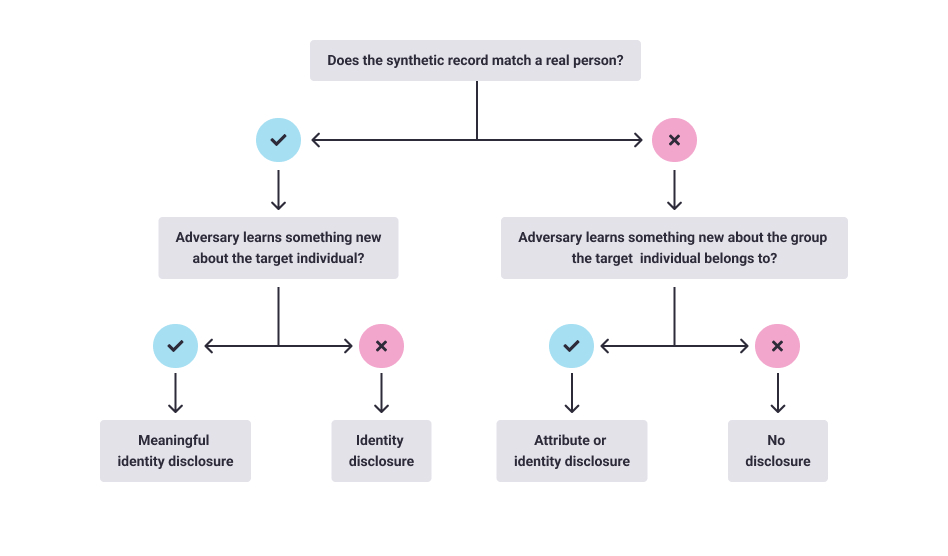 Does the synthetic record match a real person?
Adversary learns something new
about the target individual?
Adversary learns something new about the group
the target  individual belongs to?
Meaningful
identity disclosure
Identity
disclosure
Attribute or
identity disclosure
No
disclosure